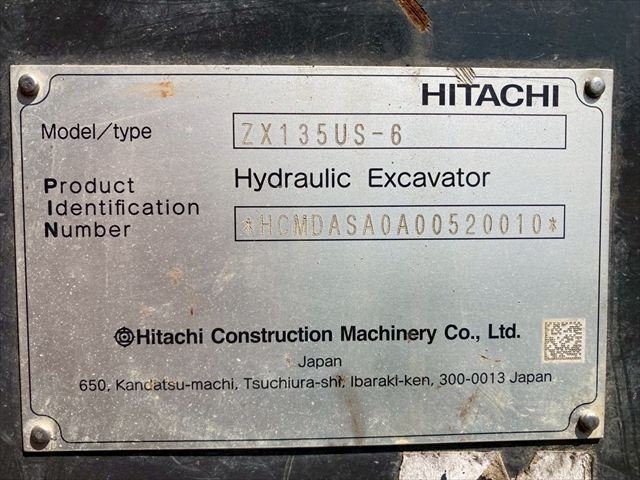 HITACHI
Model/type ZX135US-6
Product Hydraulic Excavator
Identification
Number *HCMDASA0A00520010*
Hitachi Construction Machinery Co., Ltd.
Japan
650, Kandatsu-machi, Tsuchiura-shi, Ibaraki-ken, 300-0013 Japan